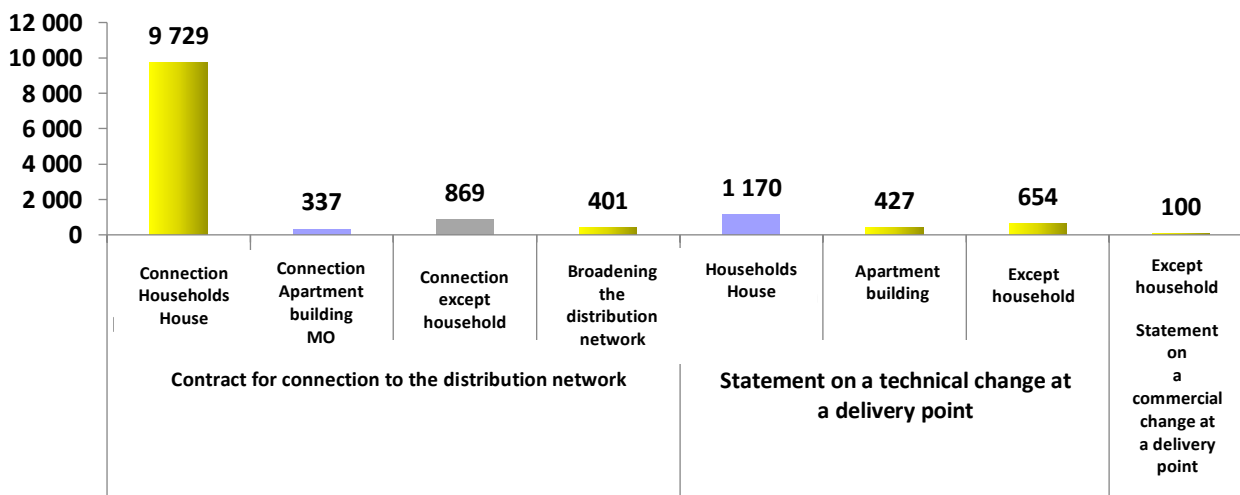 12 000
10 000
8 000
6 000
4 000
2 000
0
9 729
337
869
401
1 170
427
654
100
Connection
Households
House
Connection
Apartment
building
MO
Connection
except
household
Broadening
the
distribution
network
Households
House
Apartment
building
Except
household
Except
household
Contract for connection to the distribution network
Statement on a technical change at
a delivery point
Statement
on
a
commercial
change at
a delivery
point